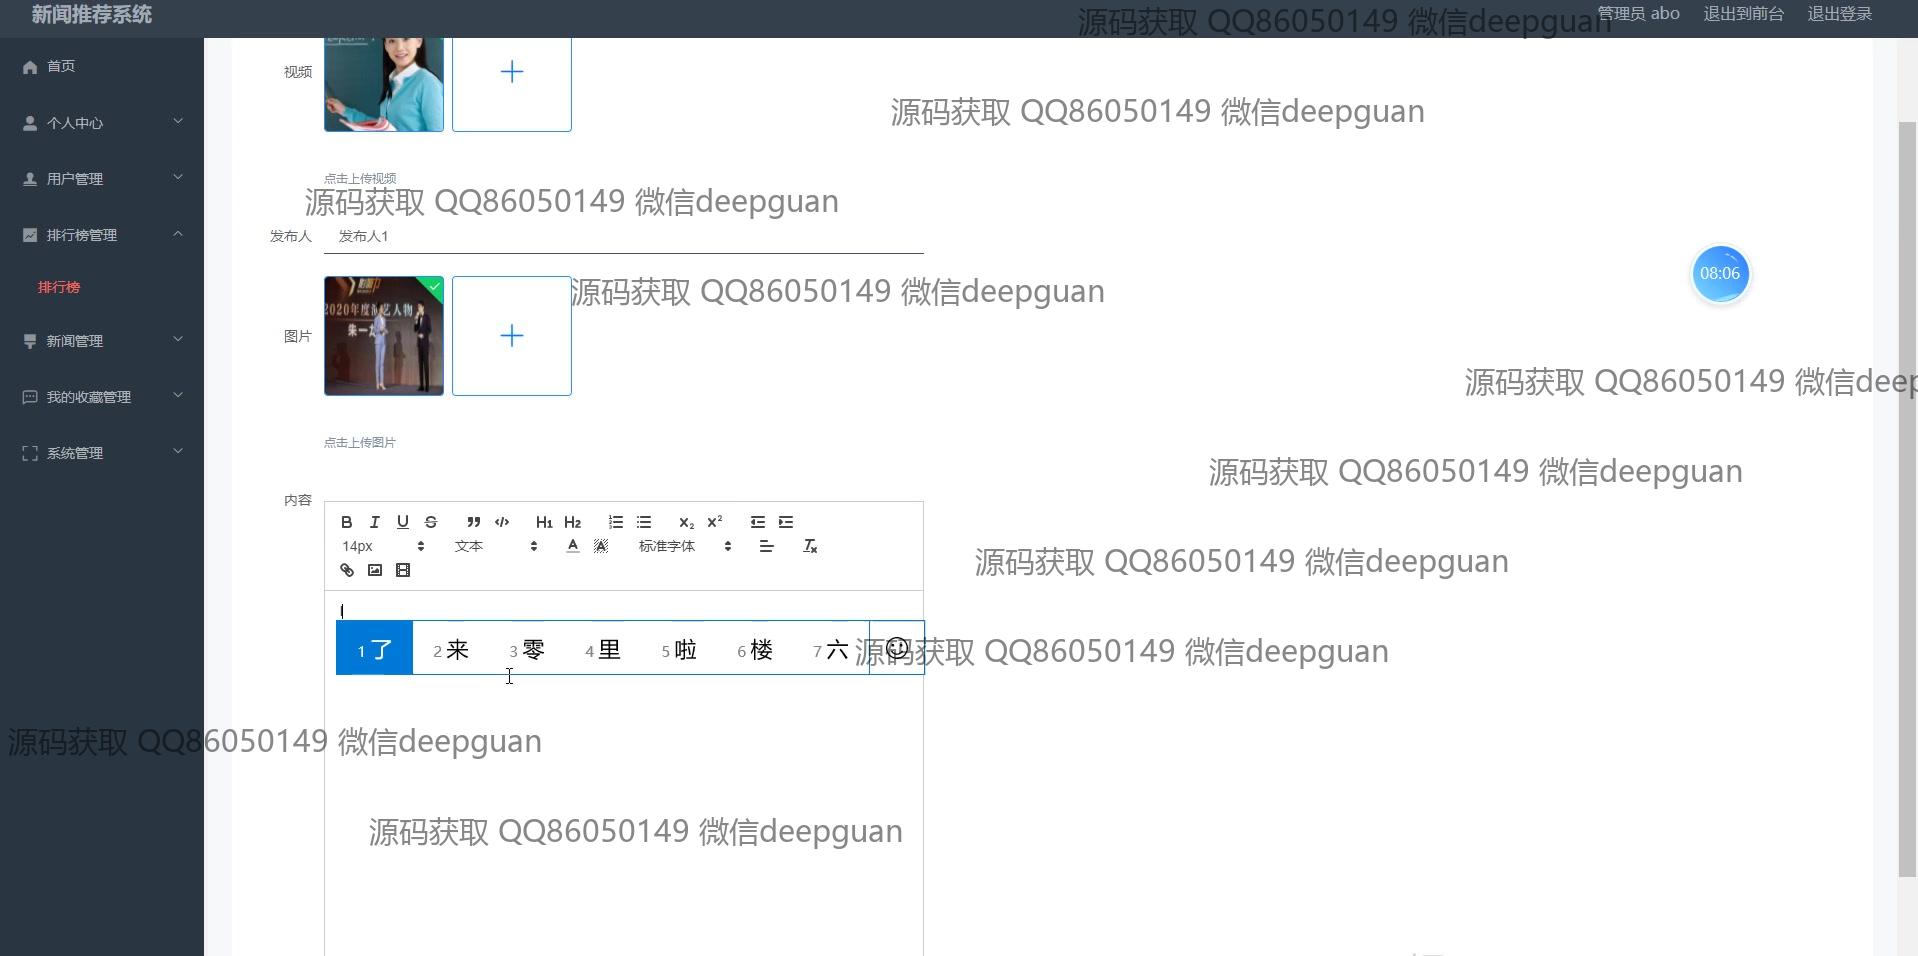 新闻推荐系统
管理员 abo 退出到前台 退出登录
源码获取 QQ86050149 微信deepguan
首页
个人中心
用户管理
排行榜管理
排行榜
新闻管理
我的收藏管理
系统管理
视频
源码获取 QQ86050149 微信deepguan
点击上传视频
源码获取 QQ86050149 微信deepguan
发布人 发布人1
08:06
源码获取 QQ86050149 微信deepguan
2020年度演艺人物
朱一龙
图片
源码获取 QQ86050149 微信deep
点击上传图片
源码获取 QQ86050149 微信deepguan
内容
B I U S H1 H2 x₂ x²
14px 文本 A A 标准字体 Tx
源码获取 QQ86050149 微信deepguan
l
1 了 2 来 3 零 4 里 5 啦 6 楼 7 六
源码获取 QQ86050149 微信deepguan
源码获取 QQ86050149 微信deepguan
源码获取 QQ86050149 微信deepguan